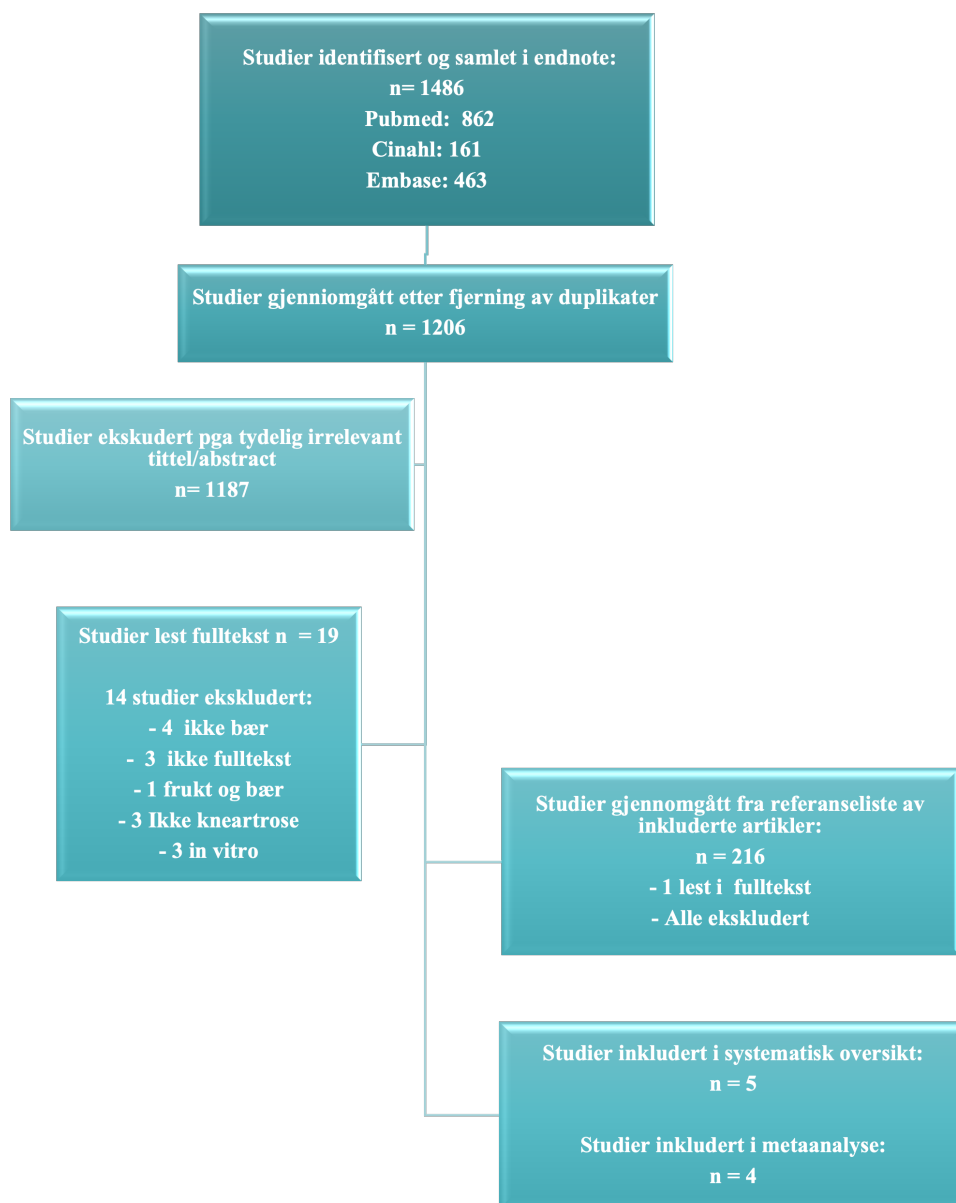 Studier identifisert og samlet i endnote:
n= 1486
Pubmed:  862
Cinahl: 161
Embase: 463
Studier gjenniomgått etter fjerning av duplikater
n = 1206
Studier ekskudert pga tydelig irrelevant
tittel/abstract
n= 1187
Studier lest fulltekst n  = 19
14 studier ekskludert:
- 4  ikke bær
-  3  ikke fulltekst
- 1 frukt og bær
- 3 Ikke kneartrose
- 3 in vitro
Studier gjennomgått fra referanseliste av
inkluderte artikler:
n = 216
- 1 lest i  fulltekst
- Alle ekskludert
Studier inkludert i systematisk oversikt:
n = 5
Studier inkludert i metaanalyse:
n = 4